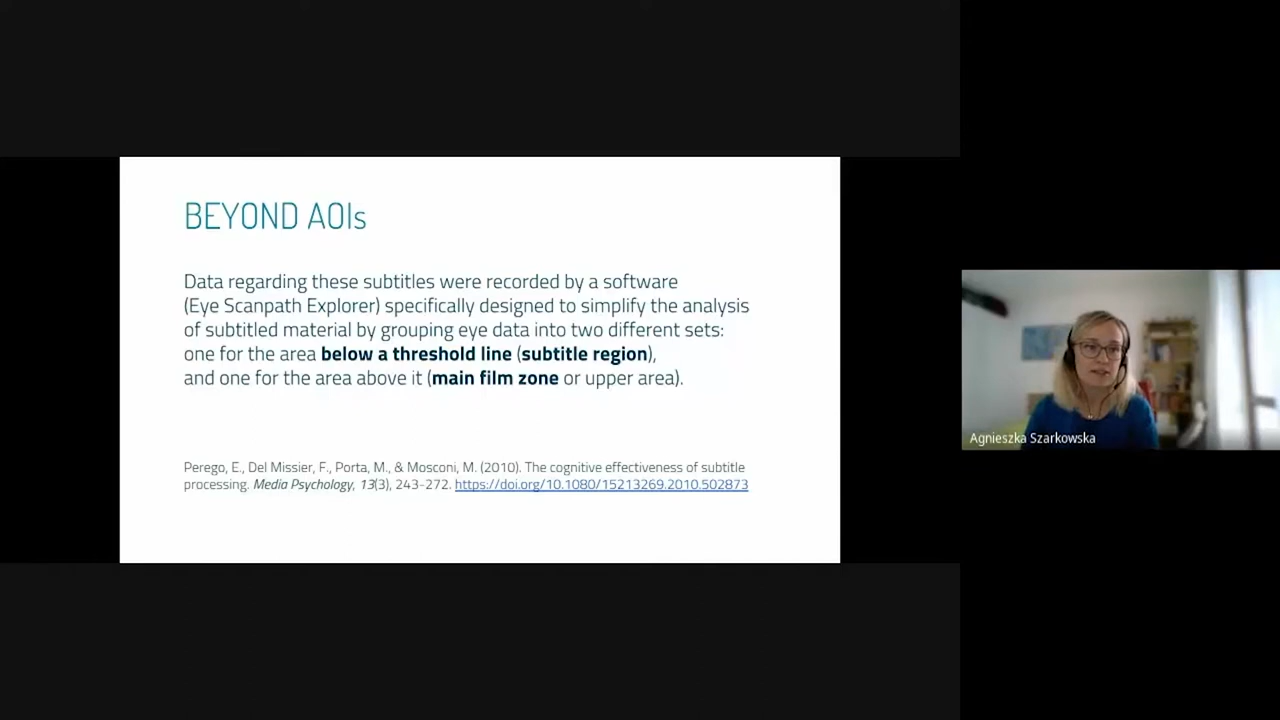 BEYOND AOIs
Data regarding these subtitles were recorded by a software
(Eye Scanpath Explorer) specifically designed to simplify the analysis
of subtitled material by grouping eye data into two different sets:
one for the area below a threshold line (subtitle region),
and one for the area above it (main film zone or upper area).
Perego, E., Del Missier, F., Porta, M., & Mosconi, M. (2010). The cognitive effectiveness of subtitle
processing. Media Psychology, 13(3), 243-272. https://doi.org/10.1080/15213269.2010.502873
Agnieszka Szarkowska